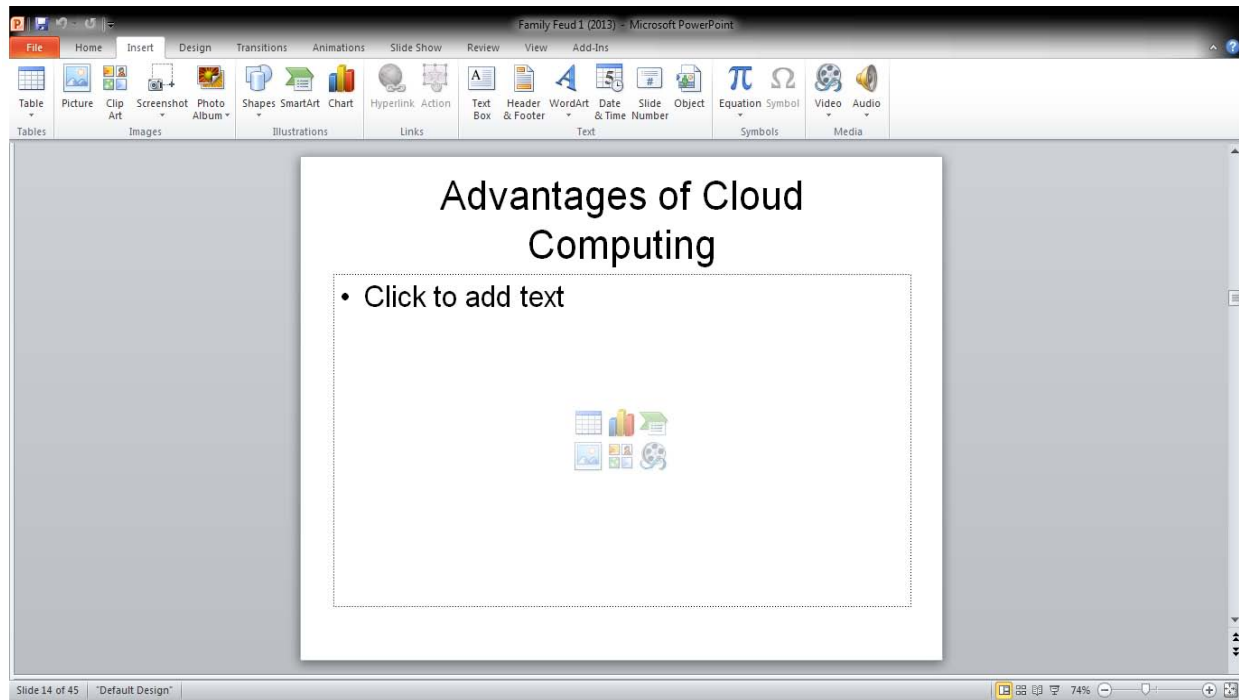 Family Feud 1 (2013) - Microsoft PowerPoint
File Home Insert Design Transitions Animations Slide Show Review View Add-Ins
Table Picture Clip Art Screenshot Photo Album Shapes SmartArt Chart Hyperlink Action Text Box Header & Footer WordArt Date & Time Slide Number Object Equation Symbol Video Audio
Tables Images Illustrations Links Text Symbols Media
Advantages of Cloud
Computing
• Click to add text
Slide 14 of 45 "Default Design" 74%